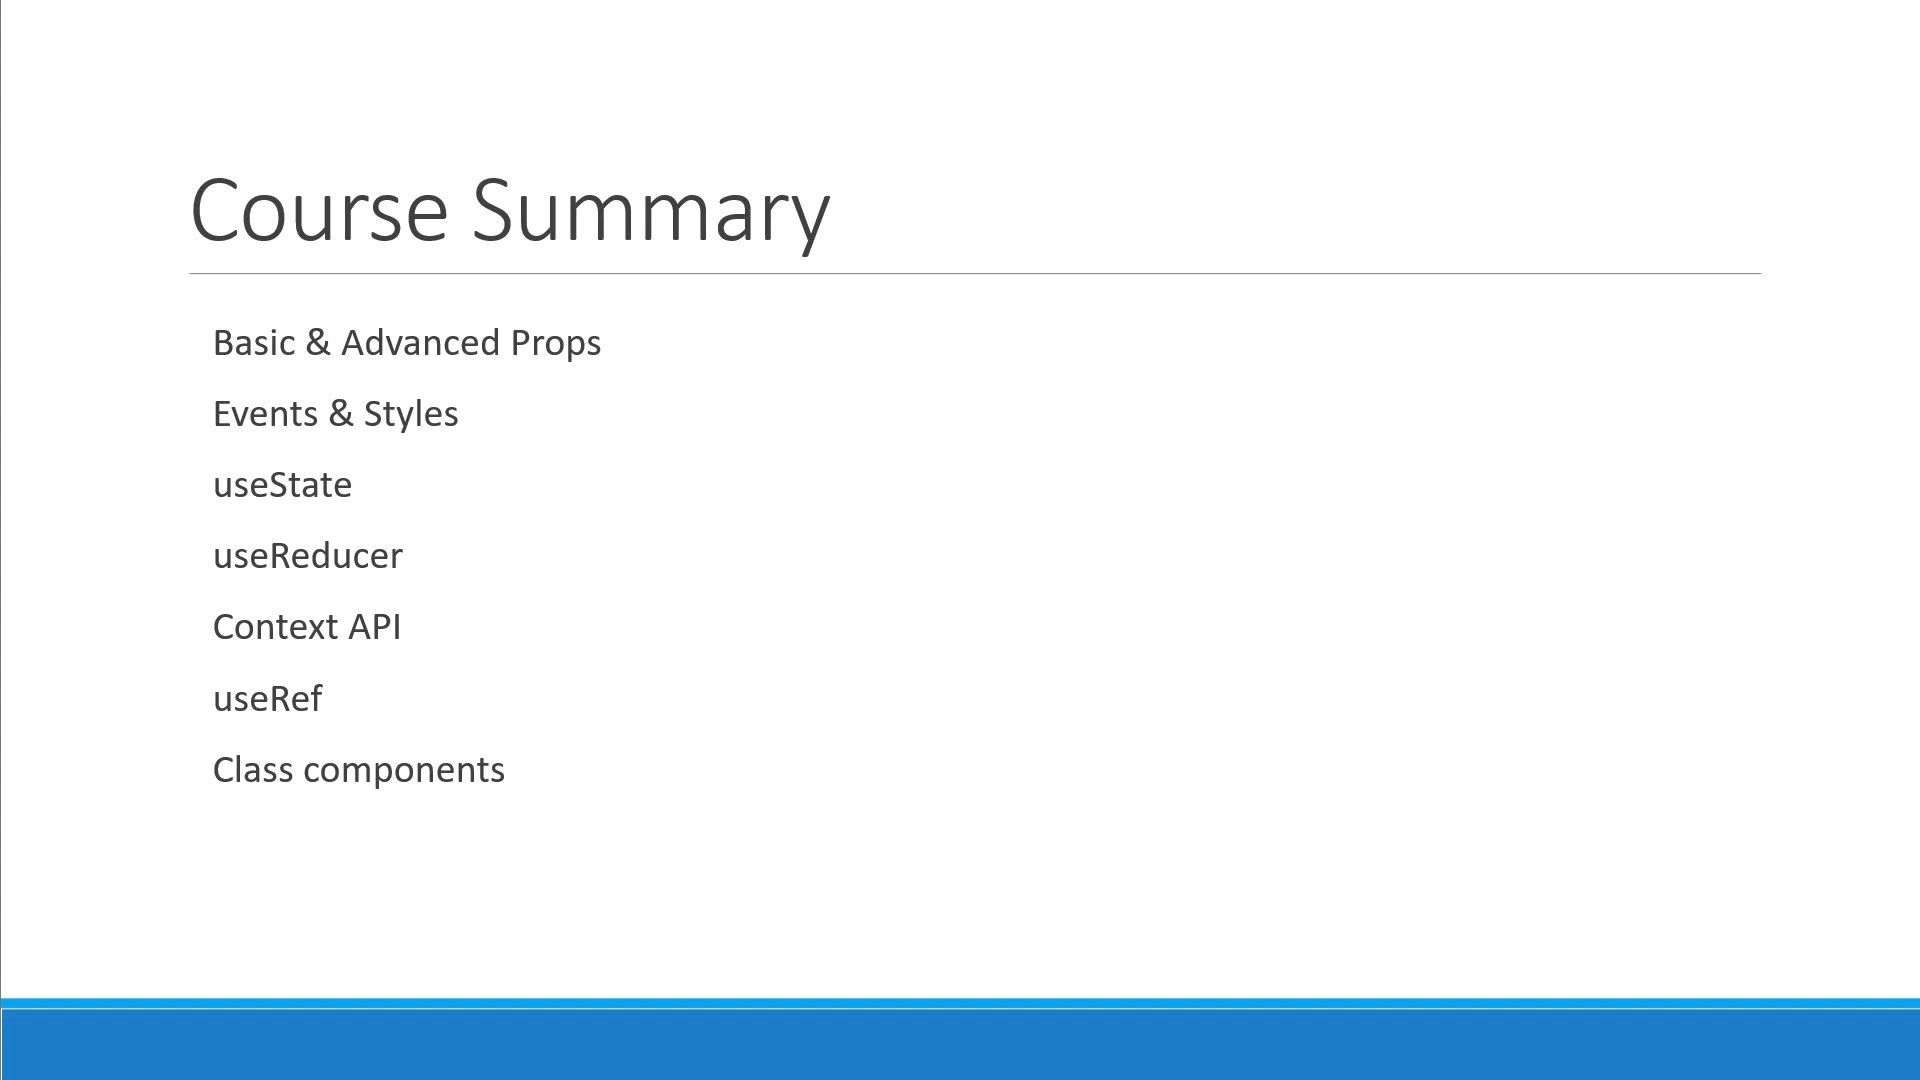 Course Summary
Basic & Advanced Props
Events & Styles
useState
useReducer
Context API
useRef
Class components